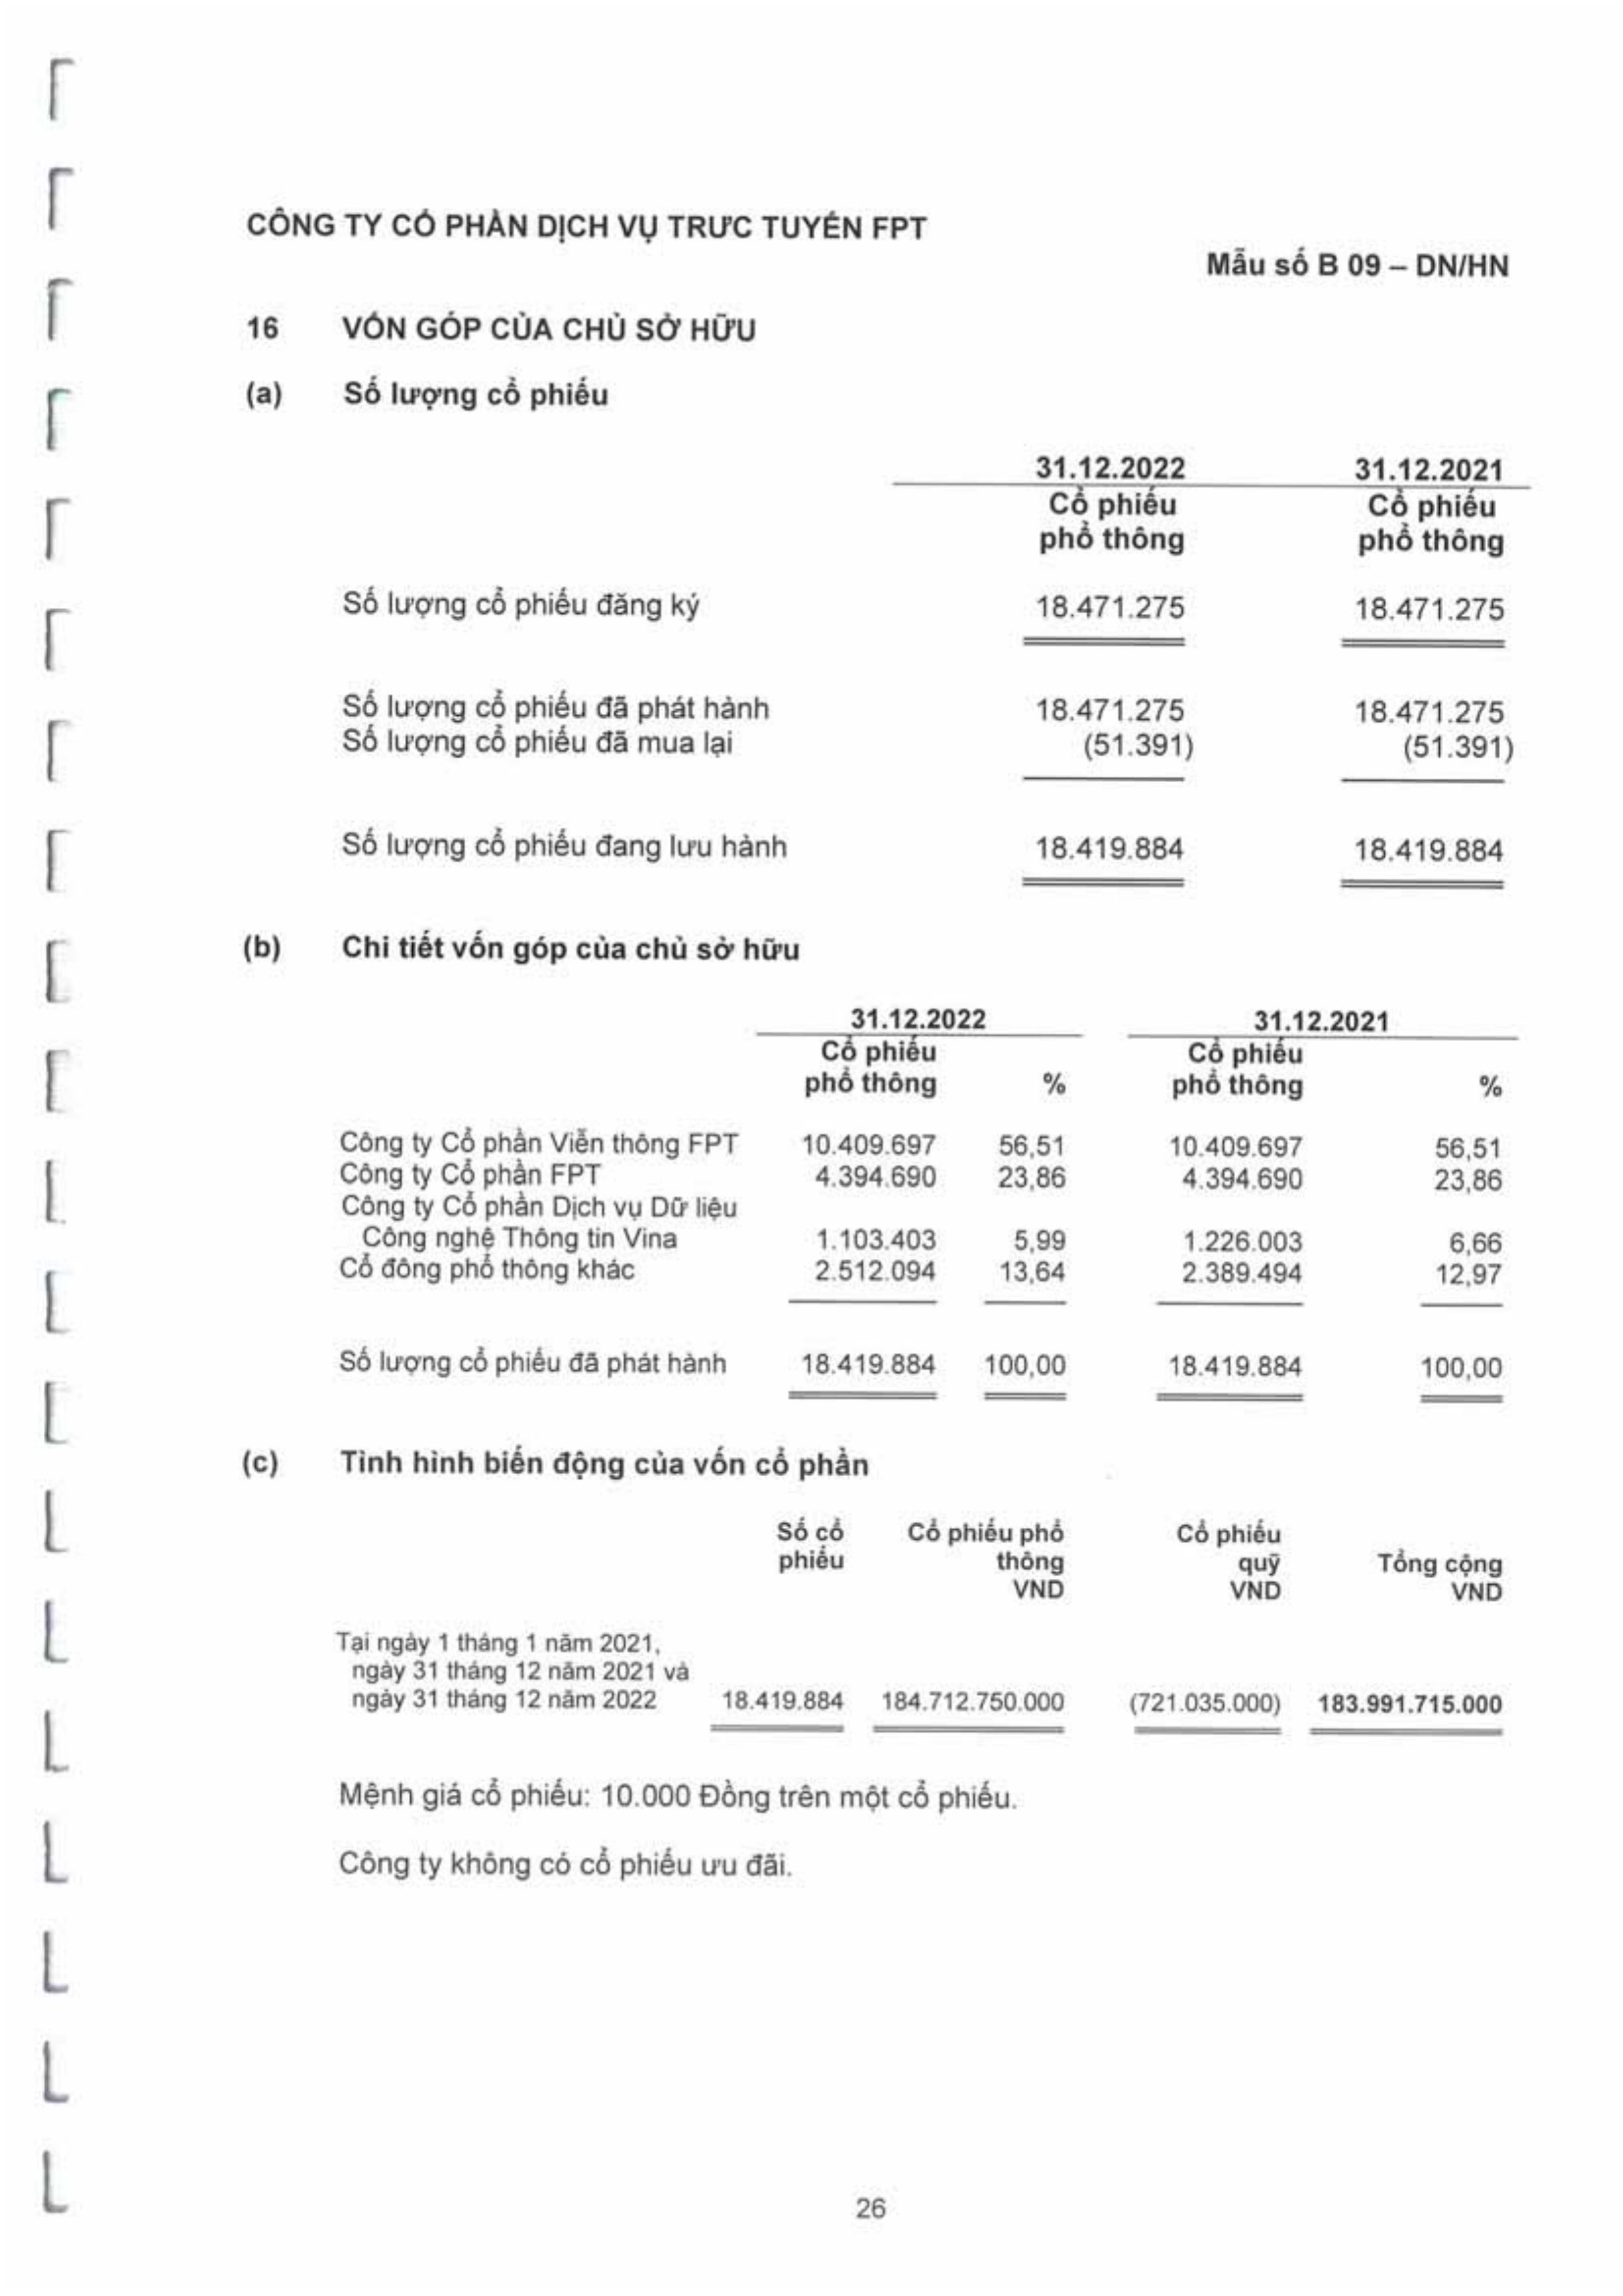 CÔNG TY CỔ PHẦN DỊCH VỤ TRỰC TUYẾN FPT
Mẫu số B 09 – DN/HN
16 VỐN GÓP CỦA CHỦ SỞ HỮU
(a) Số lượng cổ phiếu
31.12.2022 31.12.2021
Cổ phiếu Cổ phiếu
phổ thông phổ thông
Số lượng cổ phiếu đăng ký 18.471.275 18.471.275
Số lượng cổ phiếu đã phát hành 18.471.275 18.471.275
Số lượng cổ phiếu đã mua lại (51.391) (51.391)
Số lượng cổ phiếu đang lưu hành 18.419.884 18.419.884
(b) Chi tiết vốn góp của chủ sở hữu
31.12.2022 31.12.2021
Cổ phiếu Cổ phiếu
phổ thông % phổ thông %
Công ty Cổ phần Viễn thông FPT 10.409.697 56,51 10.409.697 56,51
Công ty Cổ phần FPT 4.394.690 23,86 4.394.690 23,86
Công ty Cổ phần Dịch vụ Dữ liệu
Công nghệ Thông tin Vina 1.103.403 5,99 1.226.003 6,66
Cổ đông phổ thông khác 2.512.094 13,64 2.389.494 12,97
Số lượng cổ phiếu đã phát hành 18.419.884 100,00 18.419.884 100,00
(c) Tình hình biến động của vốn cổ phần
Số cổ Cổ phiếu phổ Cổ phiếu
phiếu thông quỹ Tổng cộng
VND VND VND
Tại ngày 1 tháng 1 năm 2021,
ngày 31 tháng 12 năm 2021 và
ngày 31 tháng 12 năm 2022 18.419.884 184.712.750.000 (721.035.000) 183.991.715.000
Mệnh giá cổ phiếu: 10.000 Đồng trên một cổ phiếu.
Công ty không có cổ phiếu ưu đãi.
26